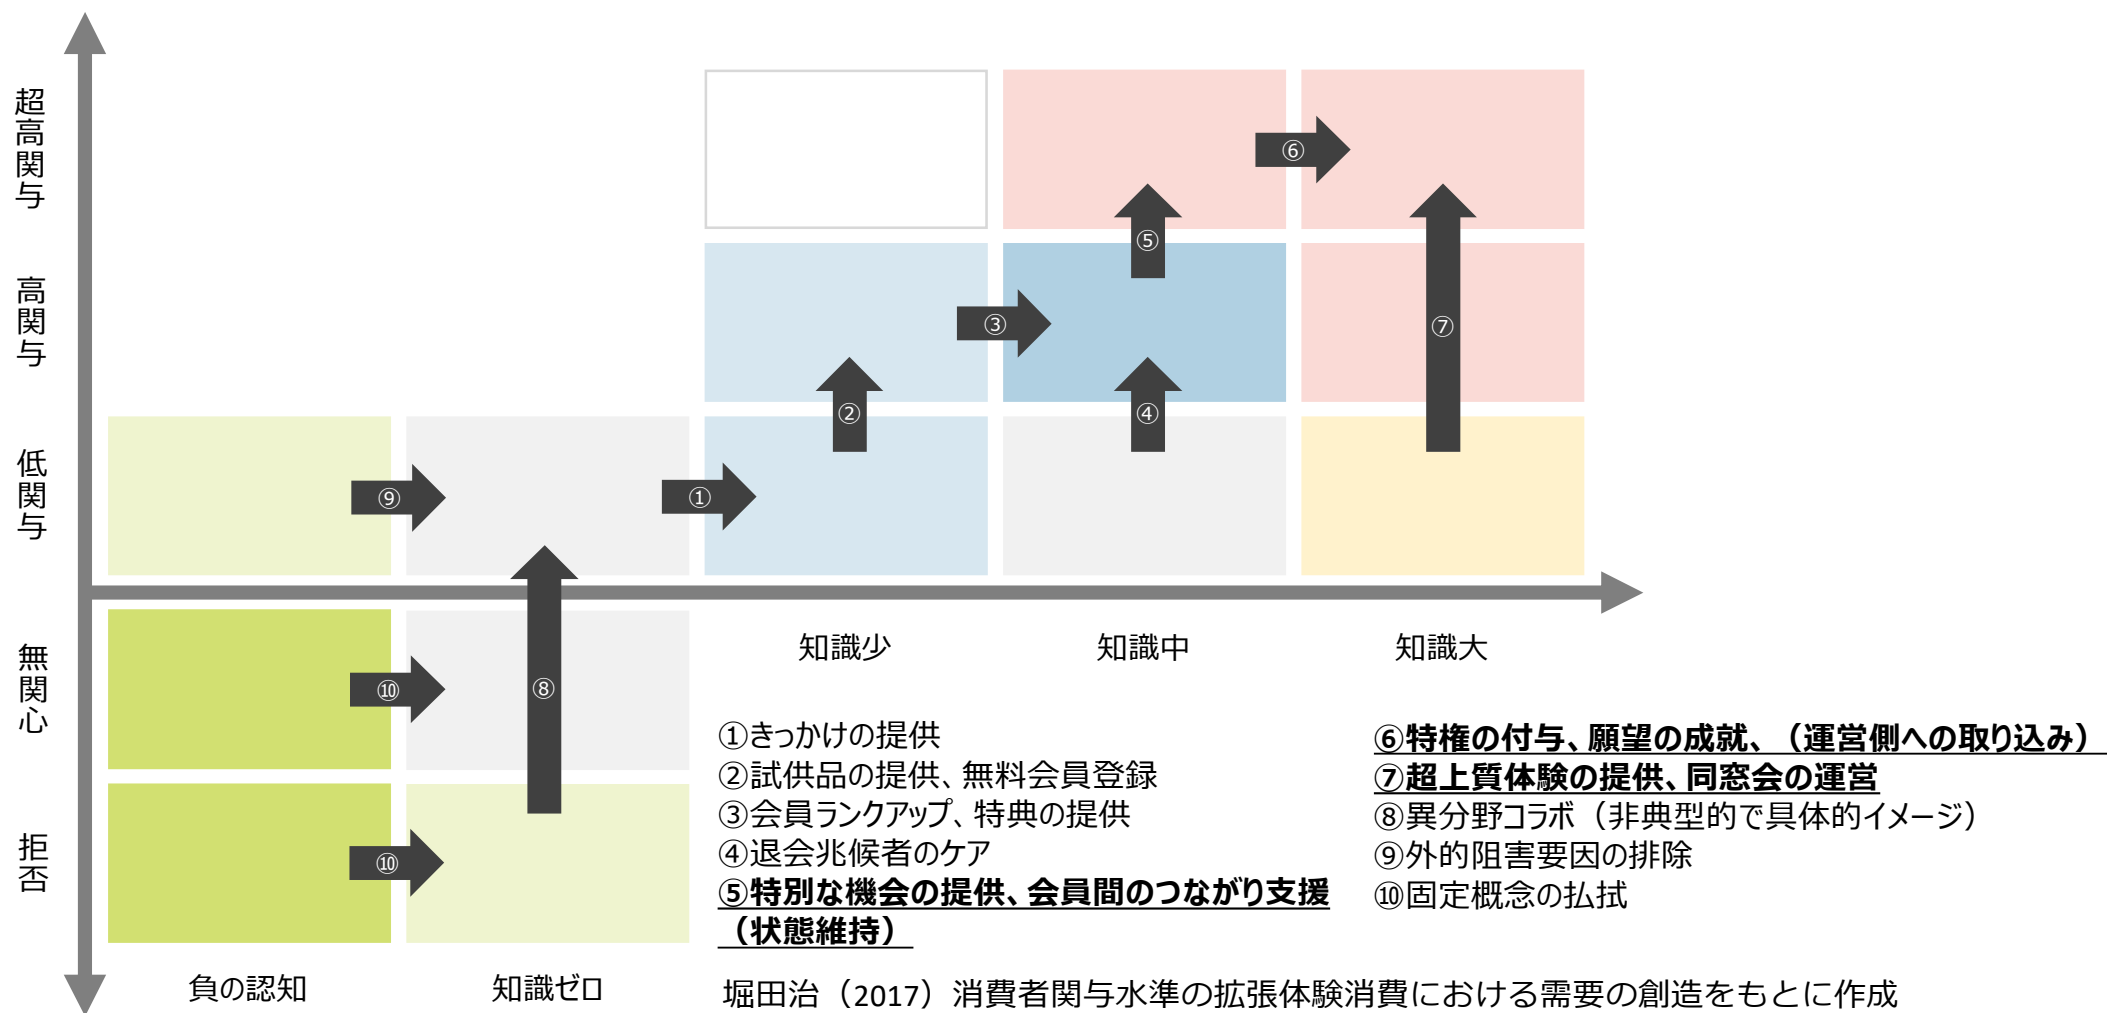 超高関与
高関与
低関与
無関心
拒否
⑥
⑤
③
⑦
②
④
⑨
①
⑩
⑧
⑩
知識少
知識中
知識大
負の認知
知識ゼロ
①きっかけの提供
②試供品の提供、無料会員登録
③会員ランクアップ、特典の提供
④退会兆候者のケア
⑤特別な機会の提供、会員間のつながり支援
（状態維持）
⑥特権の付与、願望の成就、（運営側への取り込み）
⑦超上質体験の提供、同窓会の運営
⑧異分野コラボ（非典型的で具体的イメージ）
⑨外的阻害要因の排除
⑩固定概念の払拭
堀田治（2017）消費者関与水準の拡張体験消費における需要の創造をもとに作成